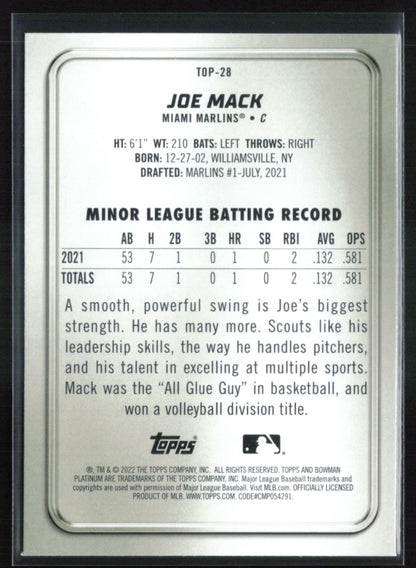 TOP-28
JOE MACK
MIAMI MARLINS® • C
HT: 6'1" WT: 210 BATS: LEFT THROWS: RIGHT
BORN: 12-27-02, WILLIAMSVILLE, NY
DRAFTED: MARLINS #1-JULY, 2021
MINOR LEAGUE BATTING RECORD
AB H 2B 3B HR SB RBI AVG OPS
2021 53 7 1 0 1 0 2 .132 .581
TOTALS 53 7 1 0 1 0 2 .132 .581
A smooth, powerful swing is Joe's biggest
strength. He has many more. Scouts like his
leadership skills, the way he handles pitchers,
and his talent in excelling at multiple sports.
Mack was the "All Glue Guy" in basketball, and
won a volleyball division title.
Topps
®, TM & © 2022 THE TOPPS COMPANY, INC. ALL RIGHTS RESERVED. TOPPS AND BOWMAN
PLATINUM ARE TRADEMARKS OF THE TOPPS COMPANY, INC. Major League Baseball trademarks and
copyrights are used with permission of Major League Baseball. Visit MLB.com. OFFICIALLY LICENSED
PRODUCT OF MLB. WWW.TOPPS.COM. CODE#CMP054291.